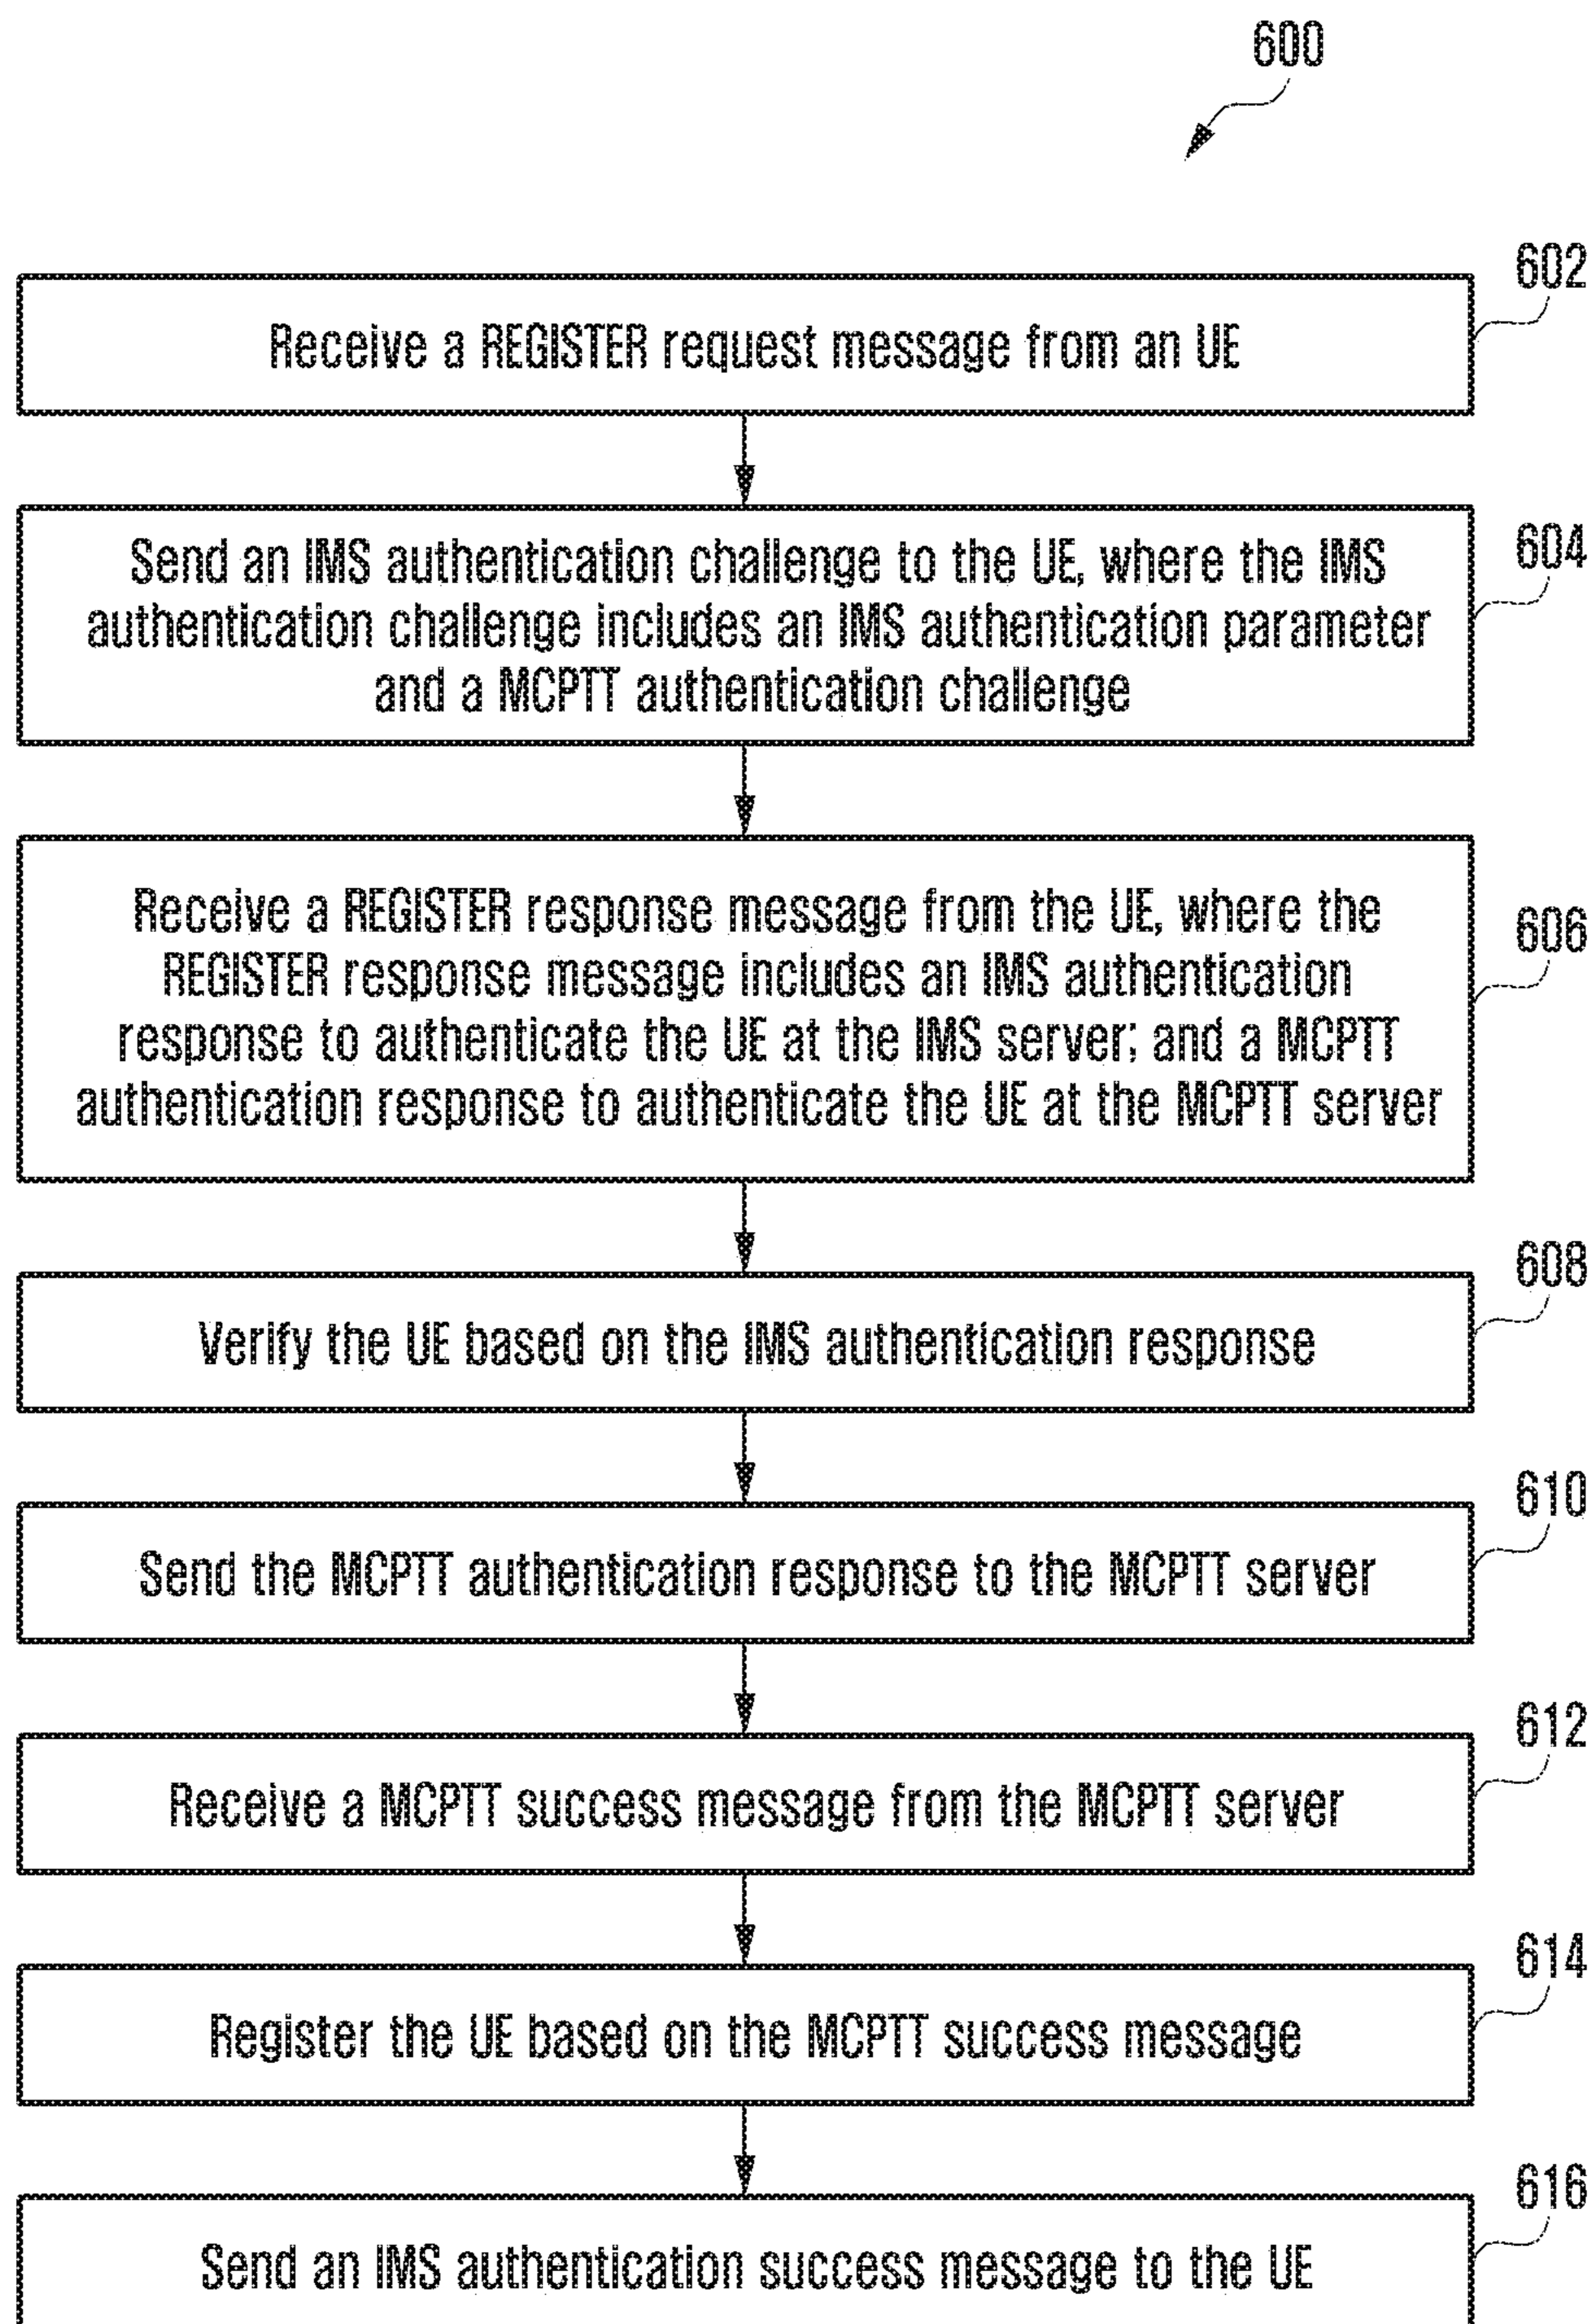 600
602
Receive a REGISTER request message from an UE
604
Send an IMS authentication challenge to the UE, where the IMS
authentication challenge includes an IMS authentication parameter
and a MCPTT authentication challenge
606
Receive a REGISTER response message from the UE, where the
REGISTER response message includes an IMS authentication
response to authenticate the UE at the IMS server; and a MCPTT
authentication response to authenticate the UE at the MCPTT server
608
Verify the UE based on the IMS authentication response
610
Send the MCPTT authentication response to the MCPTT server
612
Receive a MCPTT success message from the MCPTT server
614
Register the UE based on the MCPTT success message
616
Send an IMS authentication success message to the UE